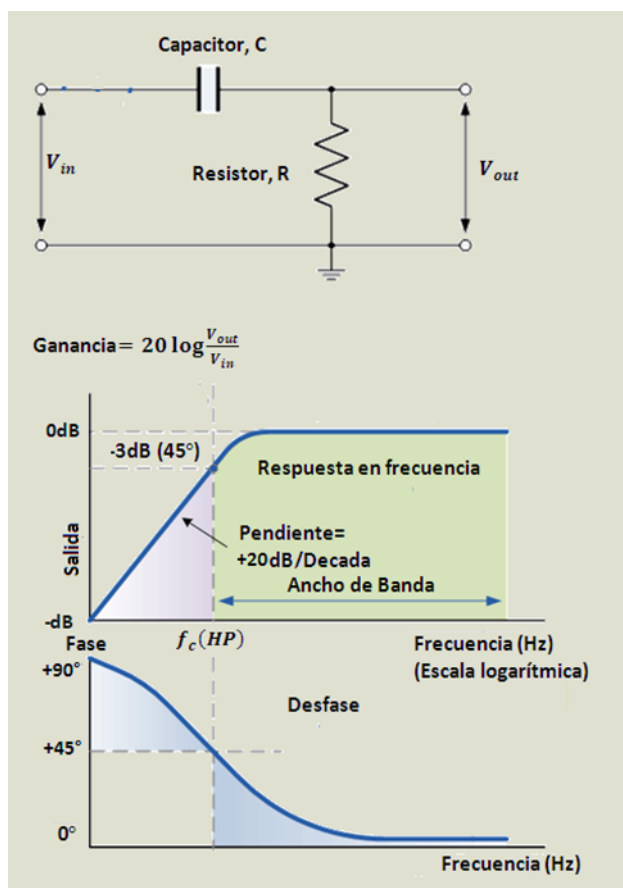 Capacitor, C
V_in
Resistor, R
V_out
Ganancia= 20 log V_out/V_in
0dB
-3dB (45°)
Respuesta en frecuencia
Pendiente=
+20dB/Decada
Ancho de Banda
Salida
-dB
Fase
f_c(HP)
Frecuencia (Hz)
(Escala logarítmica)
+90°
Desfase
+45°
0°
Frecuencia (Hz)